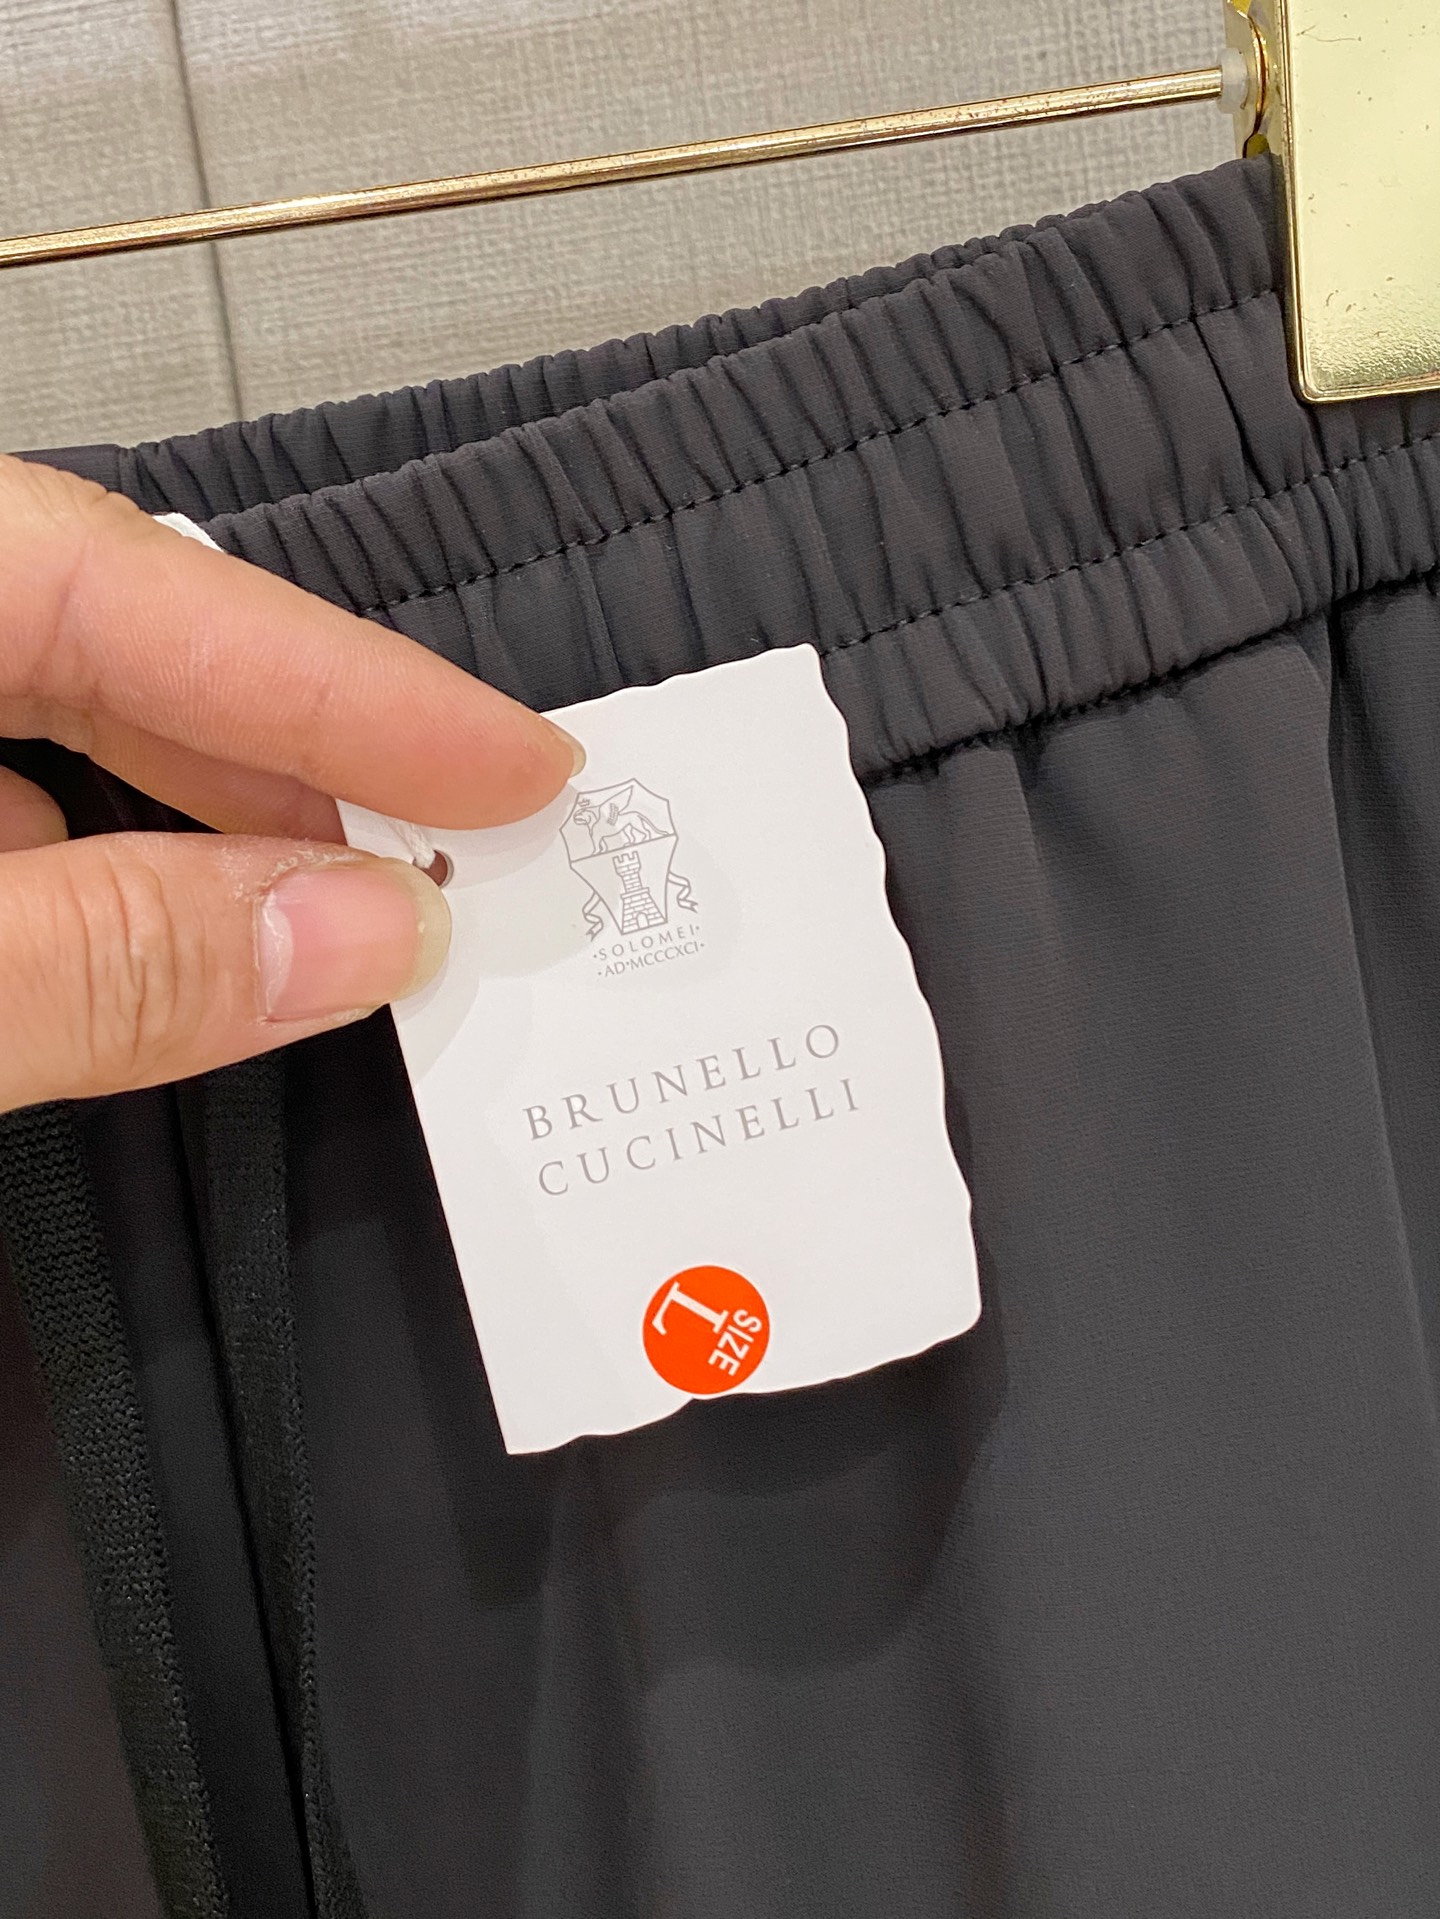 ·SOLOMEI·
·AD·MCCCXCI·
BRUNELLO
CUCINELLI
L
SIZE